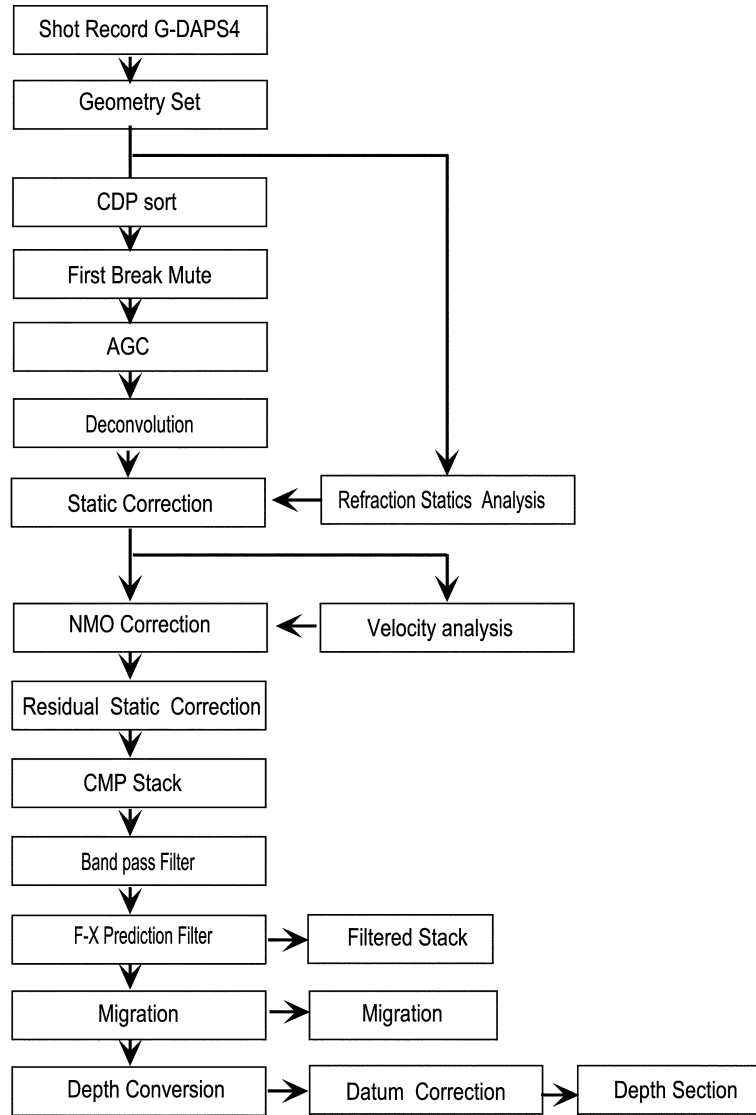 Shot Record G-DAPS4
Geometry Set
CDP sort
First Break Mute
AGC
Deconvolution
Static Correction
Refraction Statics Analysis
NMO Correction
Velocity analysis
Residual Static Correction
CMP Stack
Band pass Filter
F-X Prediction Filter
Filtered Stack
Migration
Migration
Depth Conversion
Datum Correction
Depth Section